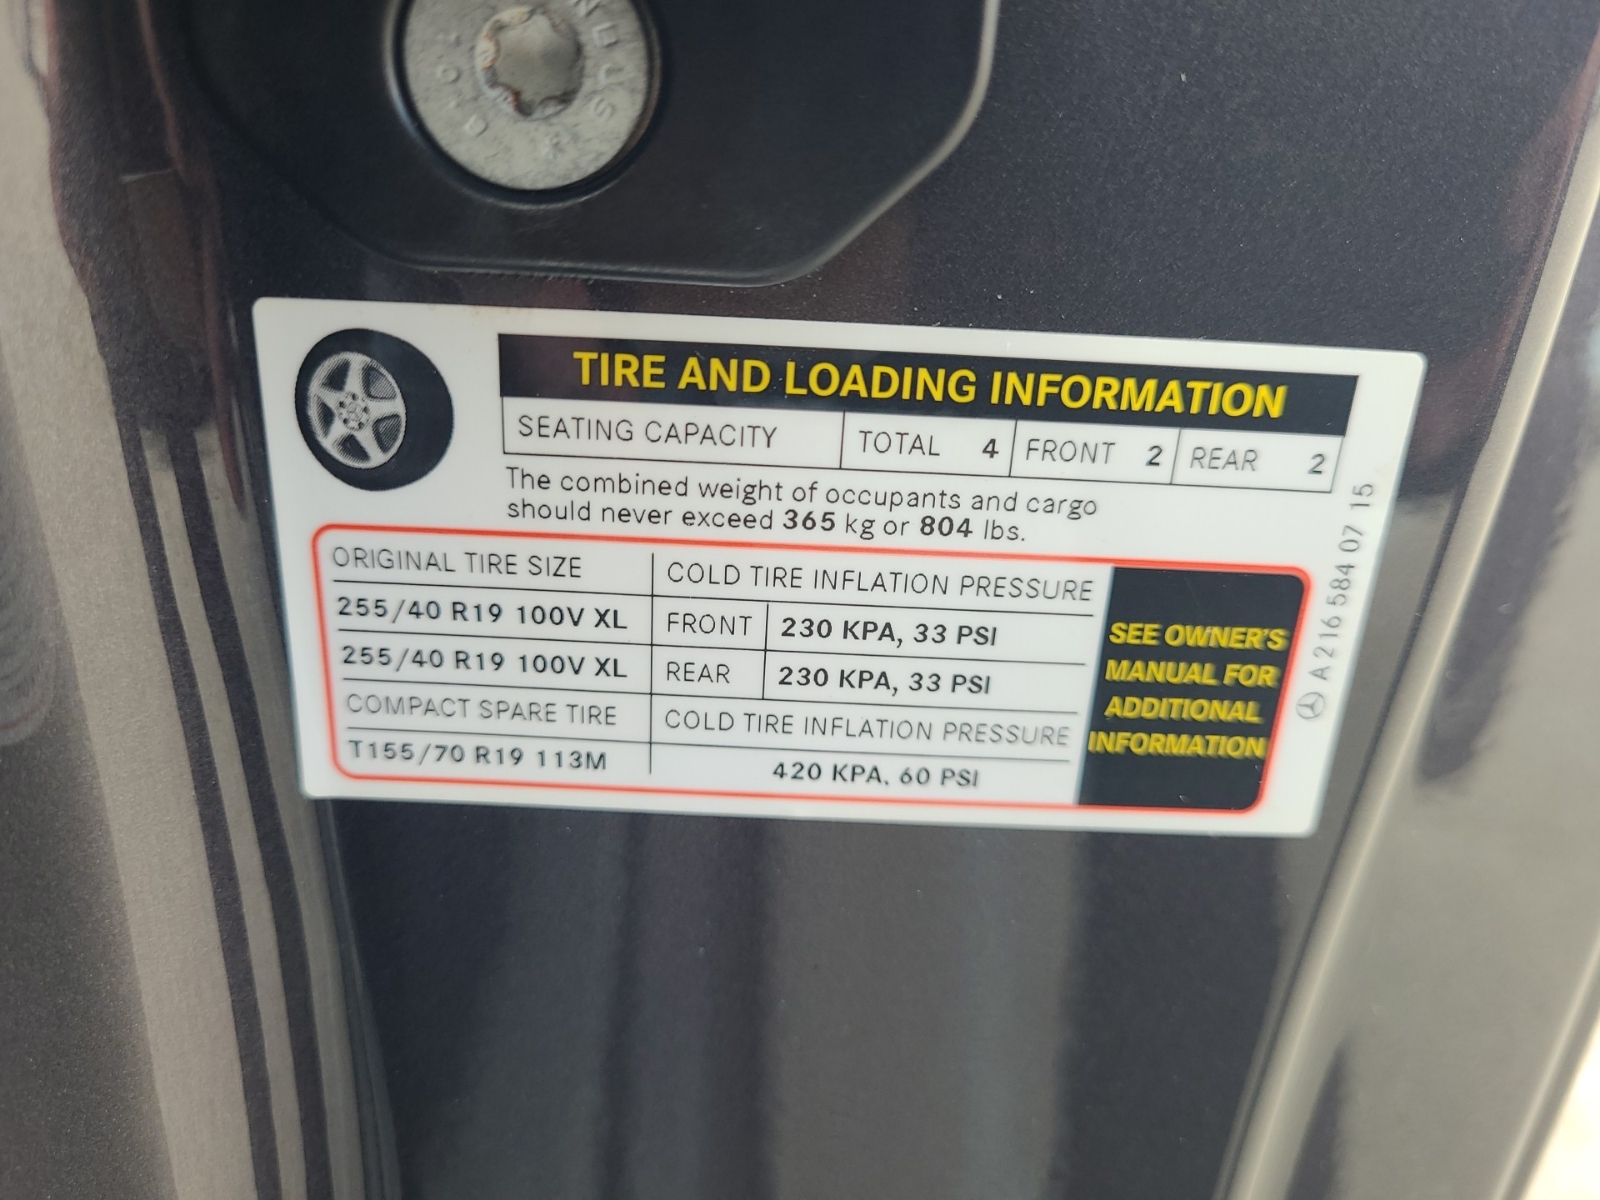 TIRE AND LOADING INFORMATION
SEATING CAPACITY TOTAL 4 FRONT 2 REAR 2
The combined weight of occupants and cargo
should never exceed 365 kg or 804 lbs.
ORIGINAL TIRE SIZE COLD TIRE INFLATION PRESSURE
255/40 R19 100V XL FRONT 230 KPA, 33 PSI
255/40 R19 100V XL REAR 230 KPA, 33 PSI
COMPACT SPARE TIRE COLD TIRE INFLATION PRESSURE
T155/70 R19 113M 420 KPA, 60 PSI
SEE OWNER'S
MANUAL FOR
ADDITIONAL
INFORMATION
A 216 584 07 15